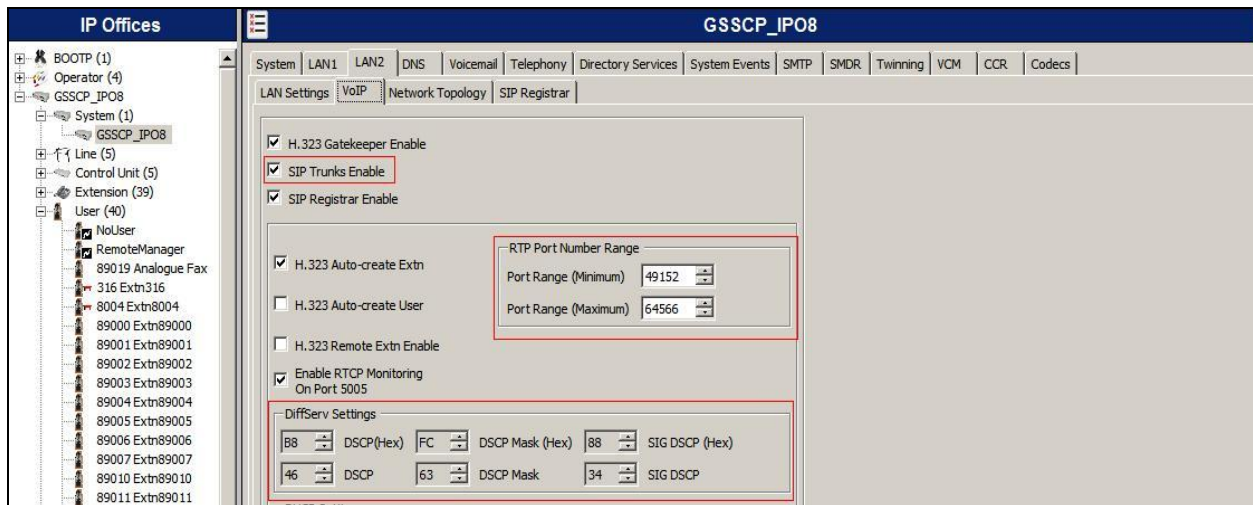 IP Offices
GSSCP_IPO8
BOOTP (1)
Operator (4)
GSSCP_IPO8
System (1)
GSSCP_IPO8
Line (5)
Control Unit (5)
Extension (39)
User (40)
NoUser
RemoteManager
89019 Analogue Fax
316 Extn316
8004 Extn8004
89000 Extn89000
89001 Extn89001
89002 Extn89002
89003 Extn89003
89004 Extn89004
89005 Extn89005
89006 Extn89006
89007 Extn89007
89010 Extn89010
89011 Extn89011
System LAN1 LAN2 DNS Voicemail Telephony Directory Services System Events SMTP SMDR Twinning VCM CCR Codecs
LAN Settings VoIP Network Topology SIP Registrar
H.323 Gatekeeper Enable
SIP Trunks Enable
SIP Registrar Enable
H.323 Auto-create Extn
H.323 Auto-create User
H.323 Remote Extn Enable
Enable RTCP Monitoring
On Port 5005
RTP Port Number Range
Port Range (Minimum) 49152
Port Range (Maximum) 64566
DiffServ Settings
B8 DSCP(Hex) FC DSCP Mask (Hex) 88 SIG DSCP (Hex)
46 DSCP 63 DSCP Mask 34 SIG DSCP